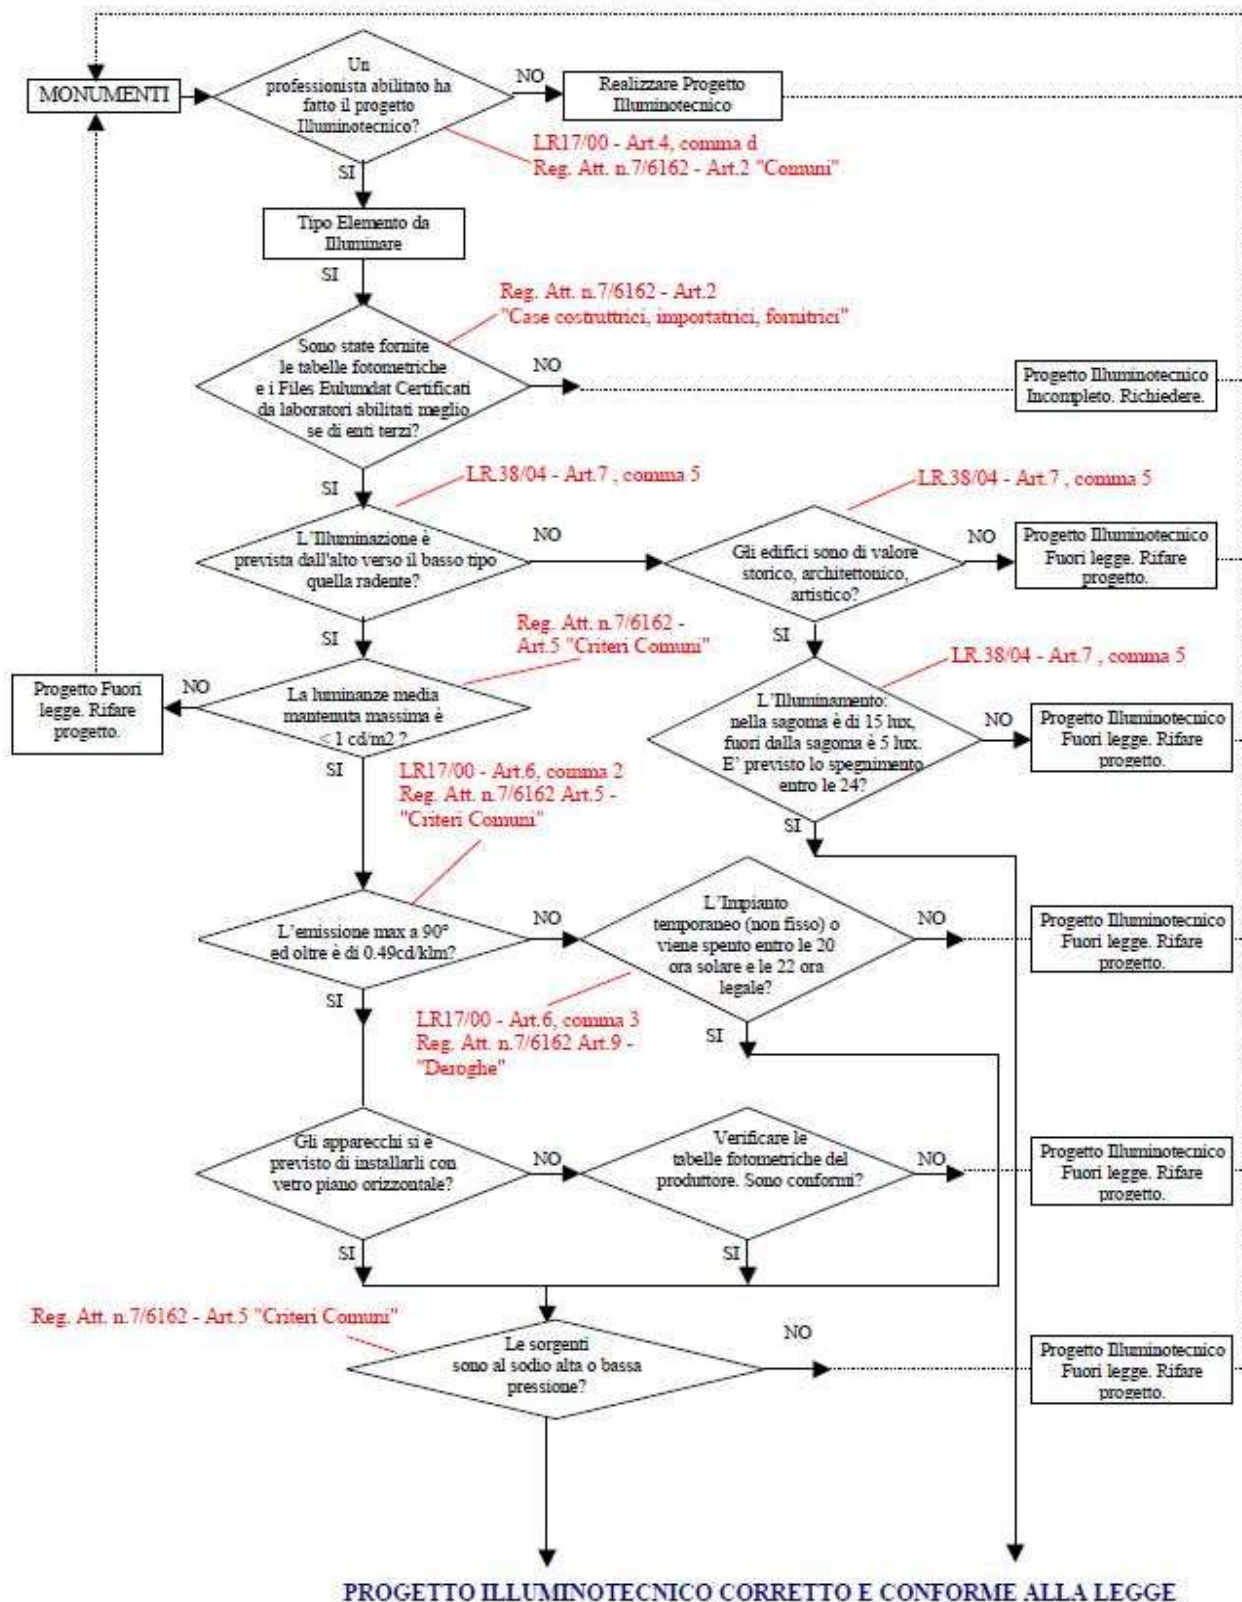 MONUMENTI
Un
professionista abilitato ha
fatto il progetto
Illuminotecnico?
NO
Realizzare Progetto
Illuminotecnico
LR17/00 - Art.4, comma d
Reg. Att. n.7/6162 - Art.2 "Comuni"
SI
Tipo Elemento da
Illuminare
SI
Reg. Att. n.7/6162 - Art.2
"Case costruttrici, importatrici, fornitrici"
Sono state fornite
le tabelle fotometriche
e i Files Eulumdat Certificati
da laboratori abilitati meglio
se di enti terzi?
NO
Progetto Illuminotecnico
Incompleto. Richiedere.
SI
LR.38/04 - Art.7 , comma 5
L'Illuminazione è
prevista dall'alto verso il basso tipo
quella radente?
NO
LR.38/04 - Art.7 , comma 5
Gli edifici sono di valore
storico, architettonico,
artistico?
NO
Progetto Illuminotecnico
Fuori legge. Rifare
progetto.
SI
SI
Reg. Att. n.7/6162 -
Art.5 "Criteri Comuni"
La luminanze media
mantenuta massima è
< 1 cd/m2 ?
NO
Progetto Fuori
legge. Rifare
progetto.
LR.38/04 - Art.7 , comma 5
L'Illuminamento:
nella sagoma è di 15 lux,
fuori dalla sagoma è 5 lux.
E' previsto lo spegnimento
entro le 24?
NO
Progetto Illuminotecnico
Fuori legge. Rifare
progetto.
SI
SI
LR17/00 - Art.6, comma 2
Reg. Att. n.7/6162 Art.5 -
"Criteri Comuni"
L'emissione max a 90°
ed oltre è di 0.49cd/klm?
NO
L'Impianto
temporaneo (non fisso) o
viene spento entro le 20
ora solare e le 22 ora
legale?
NO
Progetto Illuminotecnico
Fuori legge. Rifare
progetto.
SI
LR17/00 - Art.6, comma 3
Reg. Att. n.7/6162 Art.9 -
"Deroghe"
SI
Gli apparecchi si è
previsto di installarli con
vetro piano orizzontale?
NO
Verificare le
tabelle fotometriche del
produttore. Sono conformi?
NO
Progetto Illuminotecnico
Fuori legge. Rifare
progetto.
SI
SI
Reg. Att. n.7/6162 - Art.5 "Criteri Comuni"
Le sorgenti
sono al sodio alta o bassa
pressione?
NO
Progetto Illuminotecnico
Fuori legge. Rifare
progetto.
PROGETTO ILLUMINOTECNICO CORRETTO E CONFORME ALLA LEGGE